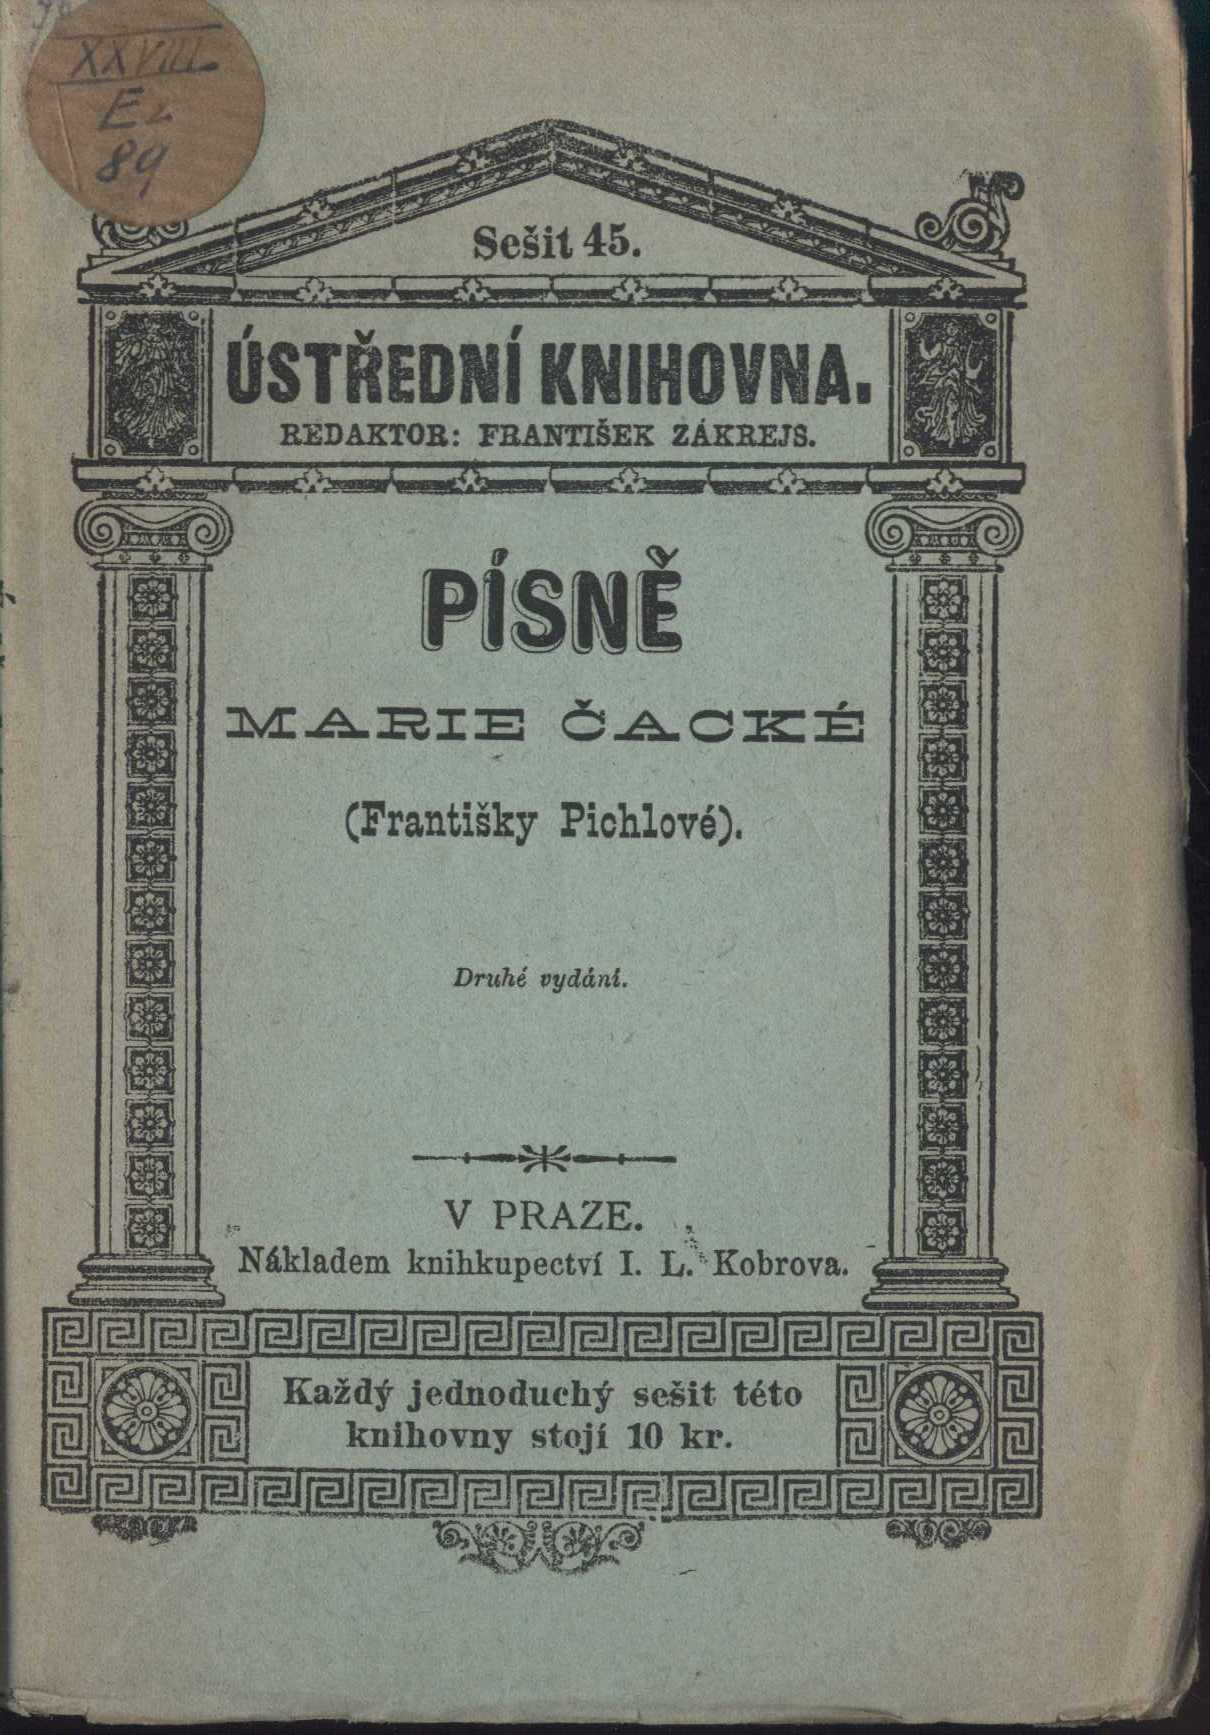 XXVIII.
E
89
Sešit 45.
ÚSTŘEDNÍ KNIHOVNA.
REDAKTOR: FRANTIŠEK ZÁKREJS.
PÍSNĚ
MARIE ČACKÉ
(Františky Pichlové).
Druhé vydání.
V PRAZE.
Nákladem knihkupectví I. L. Kobrova.
Každý jednoduchý sešit této
knihovny stojí 10 kr.